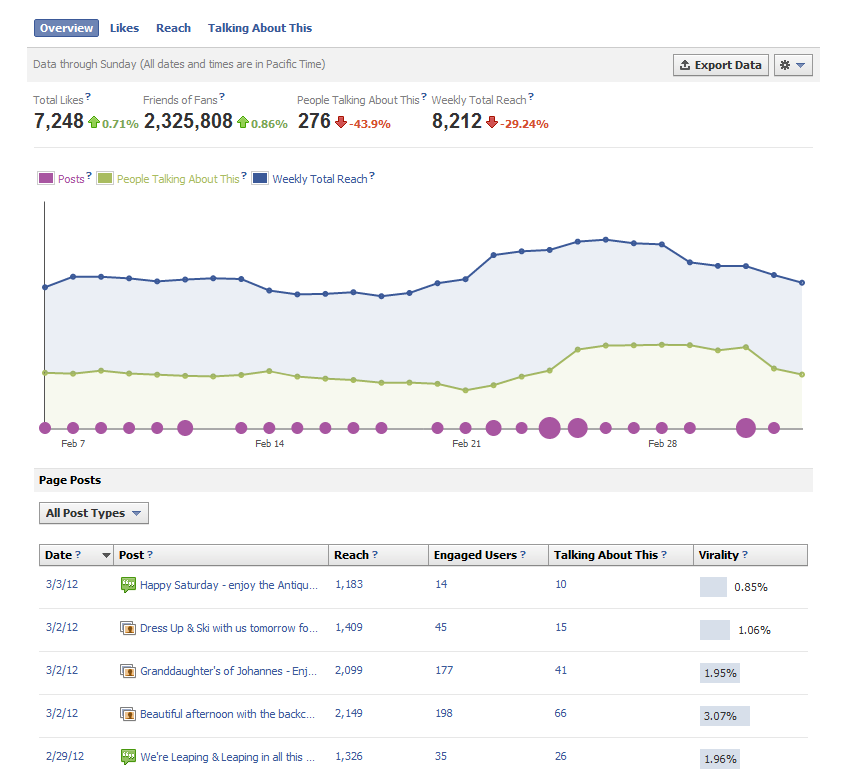 Overview Likes Reach Talking About This
Data through Sunday (All dates and times are in Pacific Time) Export Data
Total Likes? Friends of Fans? People Talking About This? Weekly Total Reach?
7,248 0.71% 2,325,808 0.86% 276 -43.9% 8,212 -29.24%
Posts? People Talking About This? Weekly Total Reach?
Feb 7 Feb 14 Feb 21 Feb 28
Page Posts
All Post Types
Date? Post? Reach? Engaged Users? Talking About This? Virality?
3/3/12 Happy Saturday - enjoy the Antiqu... 1,183 14 10 0.85%
3/2/12 Dress Up & Ski with us tomorrow fo... 1,409 45 15 1.06%
3/2/12 Granddaughter's of Johannes - Enj... 2,099 177 41 1.95%
3/2/12 Beautiful afternoon with the backc... 2,149 198 66 3.07%
2/29/12 We're Leaping & Leaping in all this ... 1,326 35 26 1.96%